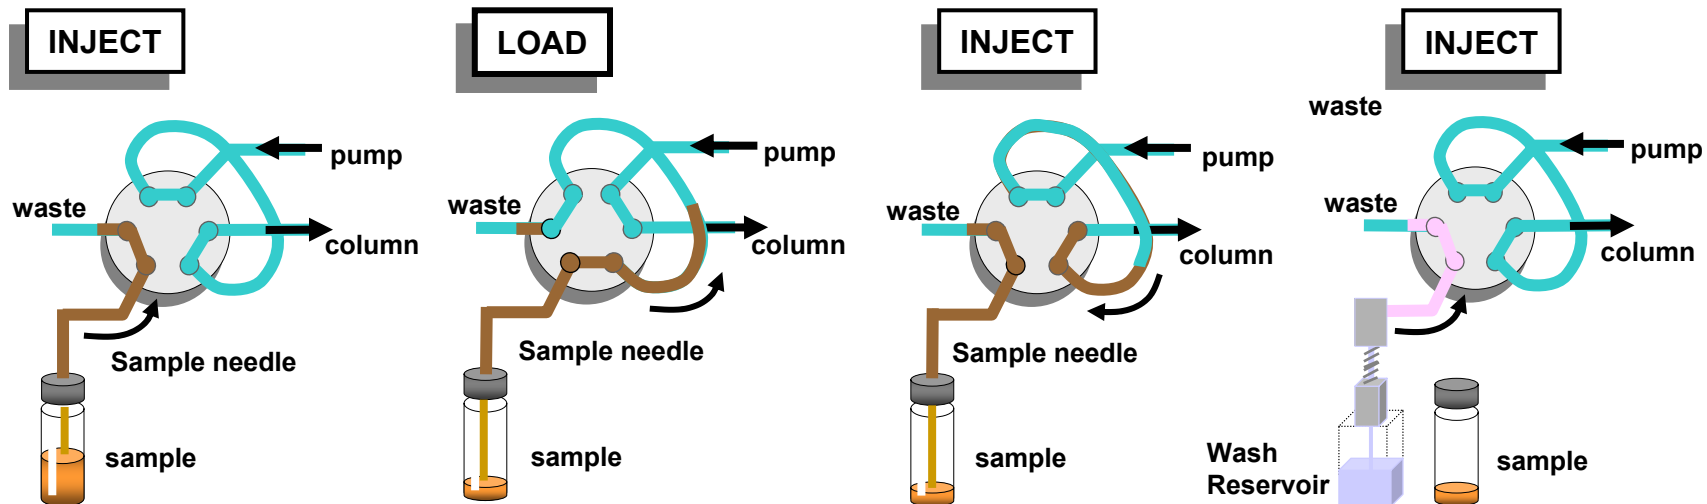 INJECT
pump
waste
column
Sample needle
sample
LOAD
pump
waste
column
Sample needle
sample
INJECT
pump
waste
column
Sample needle
sample
INJECT
waste
pump
waste
column
Wash
Reservoir
sample